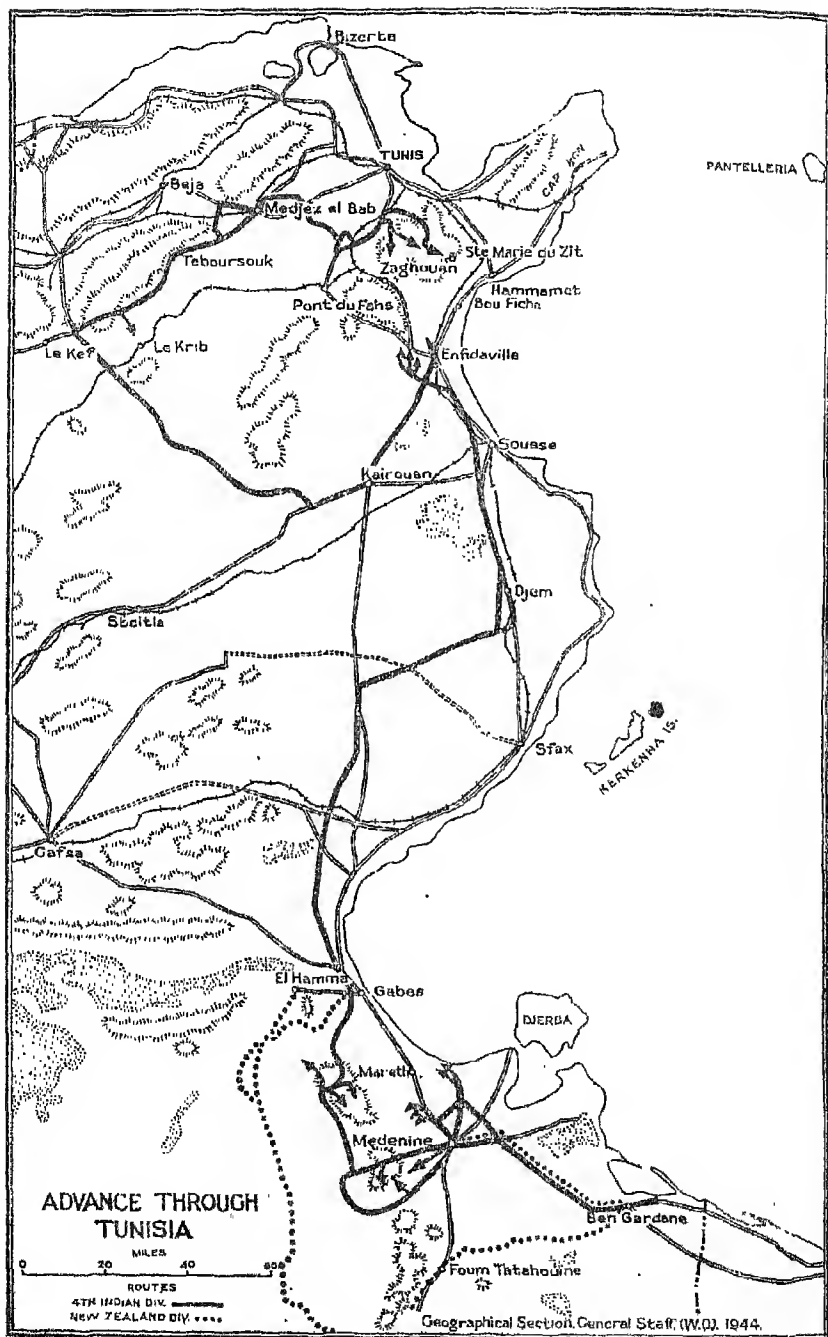 Bizerta
TUNIS
CAP BON
PANTELLERIA
Beja
Medjez el Bab
Teboursouk
Ste Marie du Zit
Zaghouan
Hammamet
Pont du Fahs
Bou Ficha
Le Kef
Le Krib
Enfidaville
Sousse
Kairouan
Djem
Sbeitla
Sfax
KERKENHA IS.
Gafsa
El Hamma
Gabes
DJERBA
Mareth
Medenine
Ben Gardane
Foum Tatahouine
ADVANCE THROUGH
TUNISIA
MILES
0 20 40 60
ROUTES
4TH INDIAN DIV.
NEW ZEALAND DIV.
Geographical Section, General Staff, (W.O). 1944.